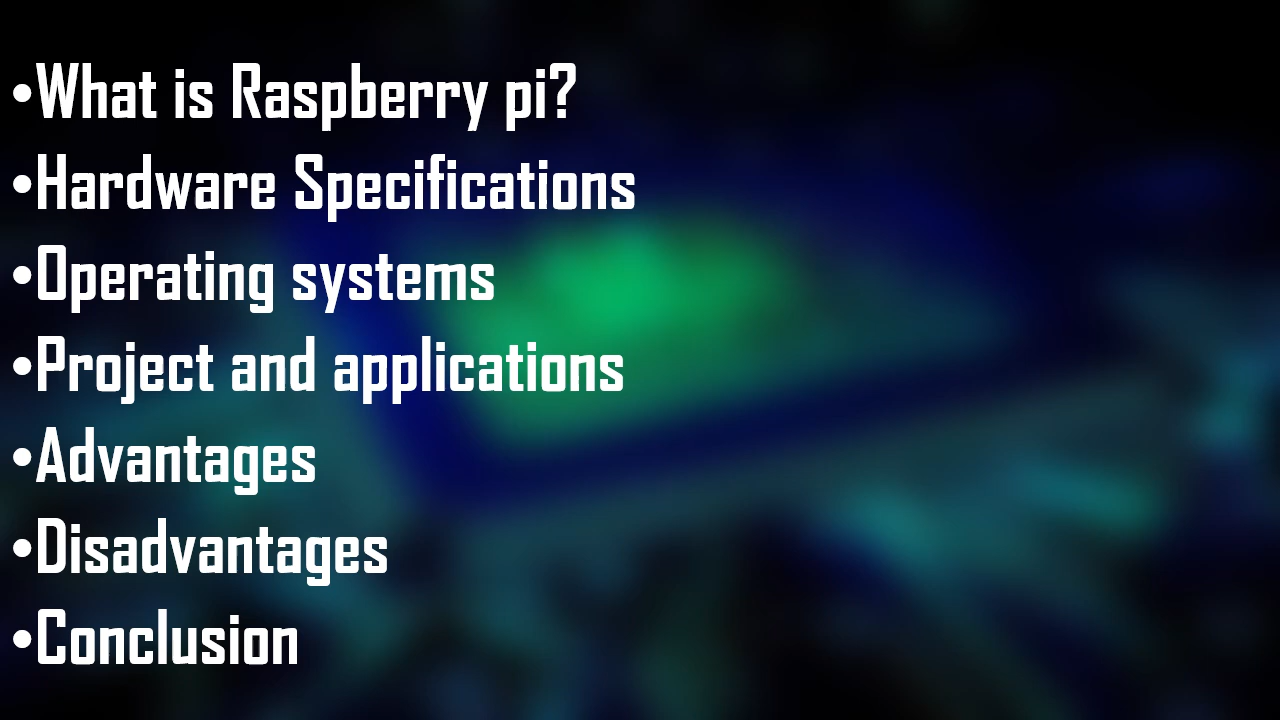 •What is Raspberry pi?
•Hardware Specifications
•Operating systems
•Project and applications
•Advantages
•Disadvantages
•Conclusion